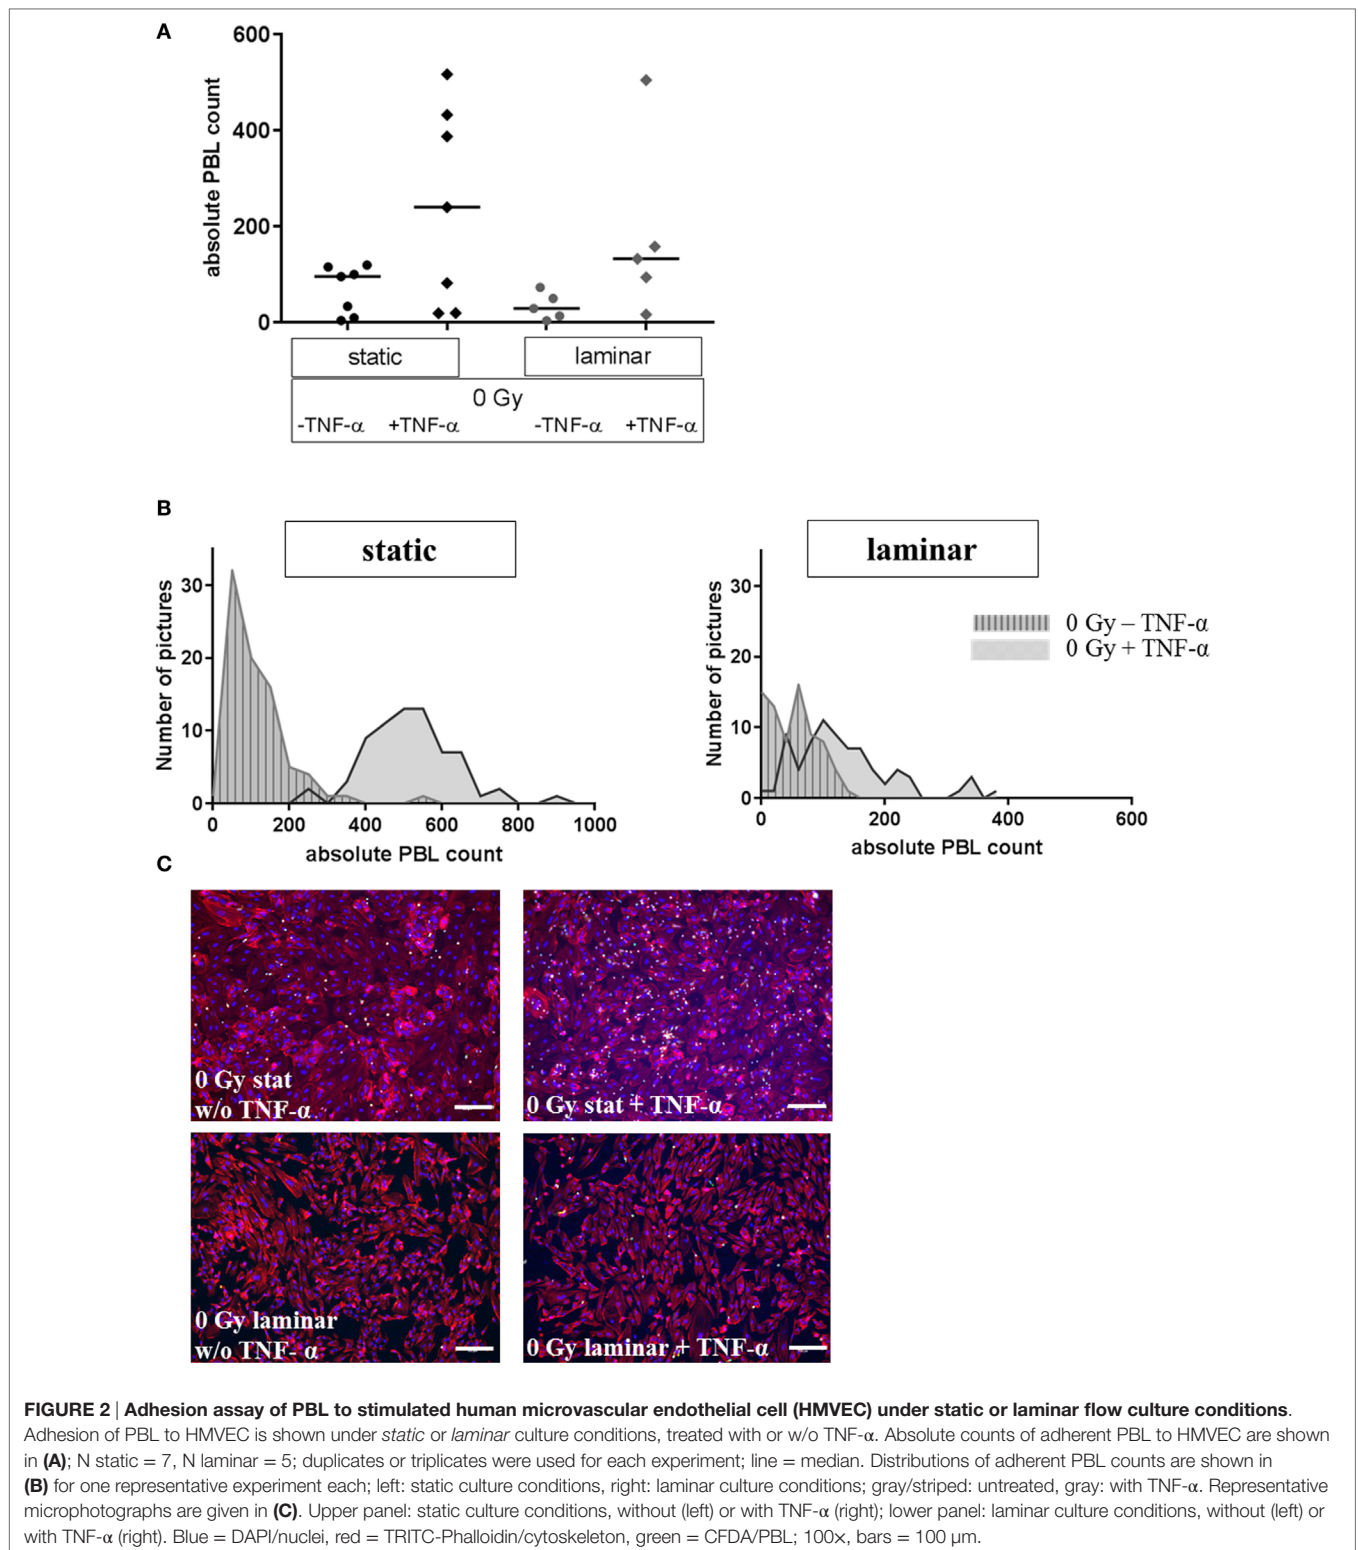 A
absolute PBL count
600
400
200
0
static
laminar
0 Gy
-TNF-α +TNF-α -TNF-α +TNF-α
B
static
Number of pictures
30
20
10
0
0 200 400 600 800 1000
absolute PBL count
laminar
Number of pictures
30
20
10
0
0 200 400 600
absolute PBL count
0 Gy – TNF-α
0 Gy + TNF-α
C
0 Gy stat
w/o TNF-α
0 Gy stat + TNF-α
0 Gy laminar
w/o TNF- α
0 Gy laminar + TNF-α
FIGURE 2 | Adhesion assay of PBL to stimulated human microvascular endothelial cell (HMVEC) under static or laminar flow culture conditions.
Adhesion of PBL to HMVEC is shown under static or laminar culture conditions, treated with or w/o TNF-α. Absolute counts of adherent PBL to HMVEC are shown
in (A); N static = 7, N laminar = 5; duplicates or triplicates were used for each experiment; line = median. Distributions of adherent PBL counts are shown in
(B) for one representative experiment each; left: static culture conditions, right: laminar culture conditions; gray/striped: untreated, gray: with TNF-α. Representative
microphotographs are given in (C). Upper panel: static culture conditions, without (left) or with TNF-α (right); lower panel: laminar culture conditions, without (left) or
with TNF-α (right). Blue = DAPI/nuclei, red = TRITC-Phalloidin/cytoskeleton, green = CFDA/PBL; 100×, bars = 100 μm.